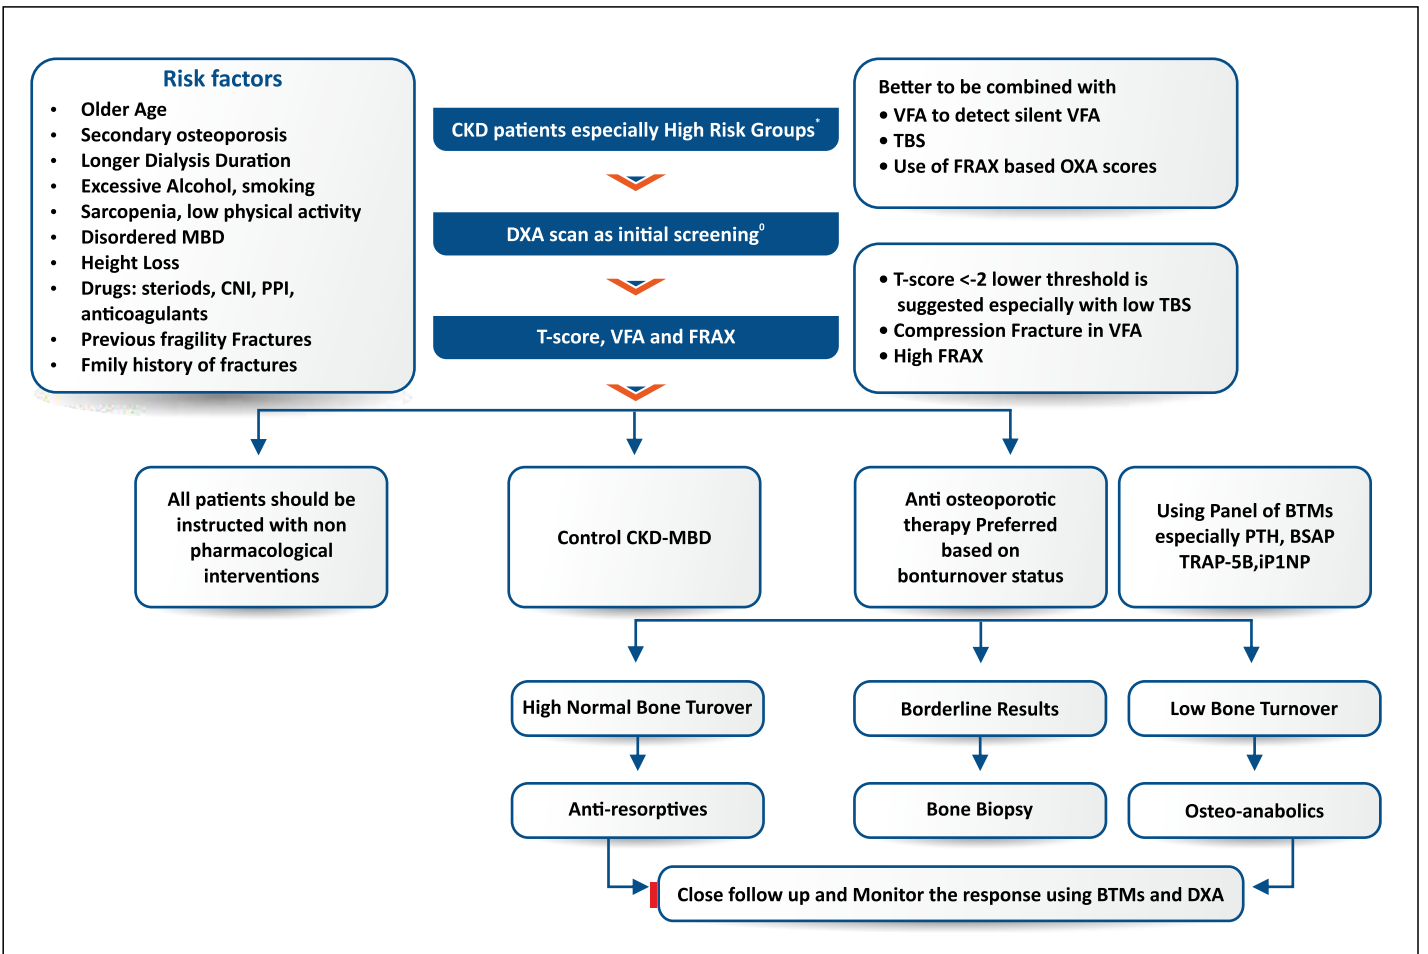 Risk factors
• Older Age
• Secondary osteoporosis
• Longer Dialysis Duration
• Excessive Alcohol, smoking
• Sarcopenia, low physical activity
• Disordered MBD
• Height Loss
• Drugs: steriods, CNI, PPI,
anticoagulants
• Previous fragility Fractures
• Fmily history of fractures
CKD patients especially High Risk Groups*
DXA scan as initial screening⁰
T-score, VFA and FRAX
Better to be combined with
• VFA to detect silent VFA
• TBS
• Use of FRAX based OXA scores
• T-score <-2 lower threshold is
suggested especially with low TBS
• Compression Fracture in VFA
• High FRAX
All patients should be
instructed with non
pharmacological
interventions
Control CKD-MBD
Anti osteoporotic
therapy Preferred
based on
bonturnover status
Using Panel of BTMs
especially PTH, BSAP
TRAP-5B,iP1NP
High Normal Bone Turover
Borderline Results
Low Bone Turnover
Anti-resorptives
Bone Biopsy
Osteo-anabolics
Close follow up and Monitor the response using BTMs and DXA